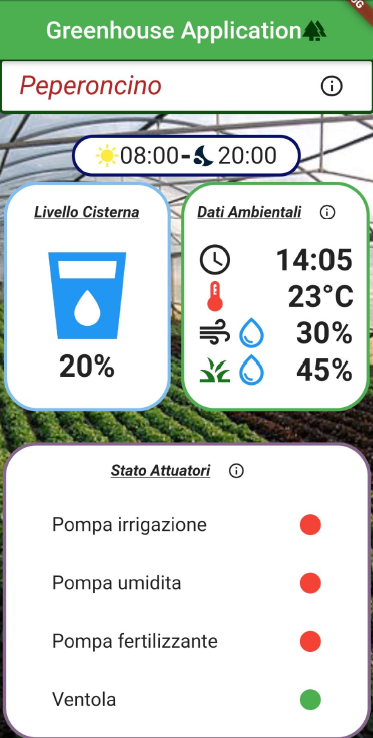 Greenhouse Application
Peperoncino
08:00-20:00
Livello Cisterna
20%
Dati Ambientali
14:05
23°C
30%
45%
Stato Attuatori
Pompa irrigazione
Pompa umidita
Pompa fertilizzante
Ventola